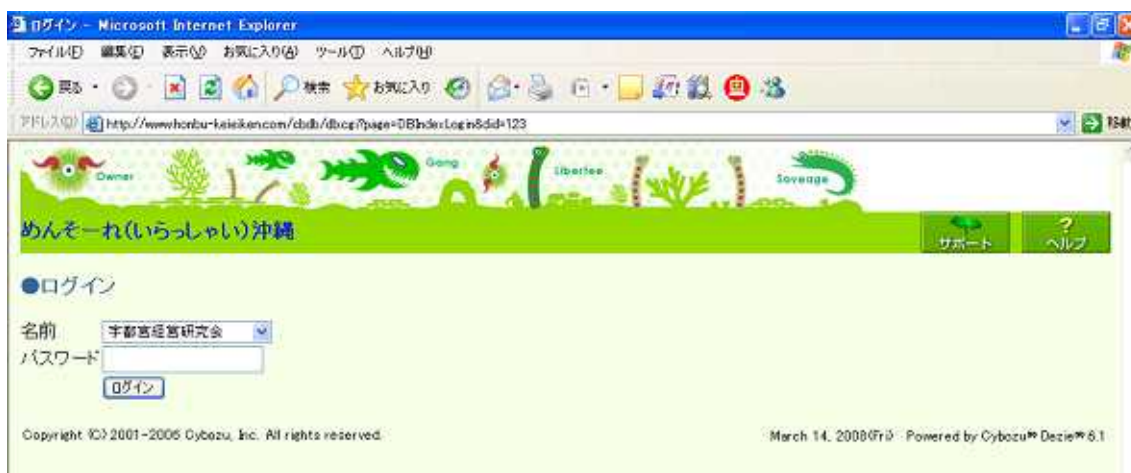 ログイン - Microsoft Internet Explorer
ファイル(F) 編集(E) 表示(V) お気に入り(A) ツール(T) ヘルプ(H)
戻る 検索 お気に入り
アドレス(D) http://www.honbu-keieiken.com/cbdb/db.cgi?page=DBIndexLogin&did=123 移動
Owner Gang Libertee Soveage
めんそーれ(いらっしゃい)沖縄
サポート ヘルプ
●ログイン
名前 宇都宮経営研究会
パスワード
ログイン
Copyright (C) 2001-2006 Cybozu, Inc. All rights reserved. March 14, 2008(Fri) Powered by Cybozu™ Dezie™ 6.1